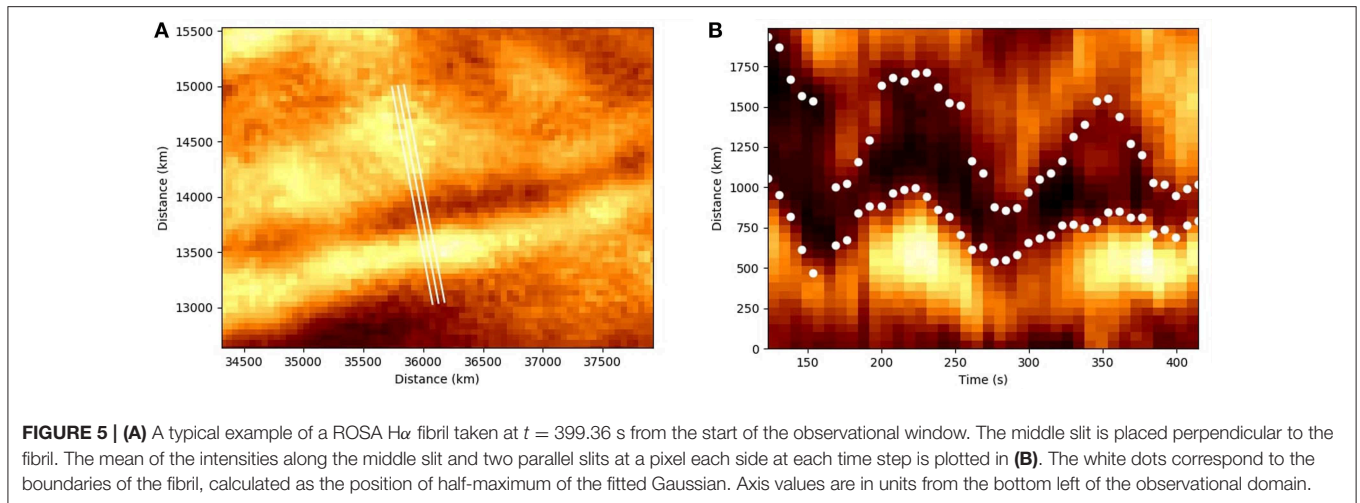 A
15500
15000
14500
14000
13500
13000
Distance (km)
34500 35000 35500 36000 36500 37000 37500
Distance (km)
B
1750
1500
1250
1000
750
500
250
0
Distance (km)
150 200 250 300 350 400
Time (s)
FIGURE 5 | (A) A typical example of a ROSA Hα fibril taken at t = 399.36 s from the start of the observational window. The middle slit is placed perpendicular to the
fibril. The mean of the intensities along the middle slit and two parallel slits at a pixel each side at each time step is plotted in (B). The white dots correspond to the
boundaries of the fibril, calculated as the position of half-maximum of the fitted Gaussian. Axis values are in units from the bottom left of the observational domain.